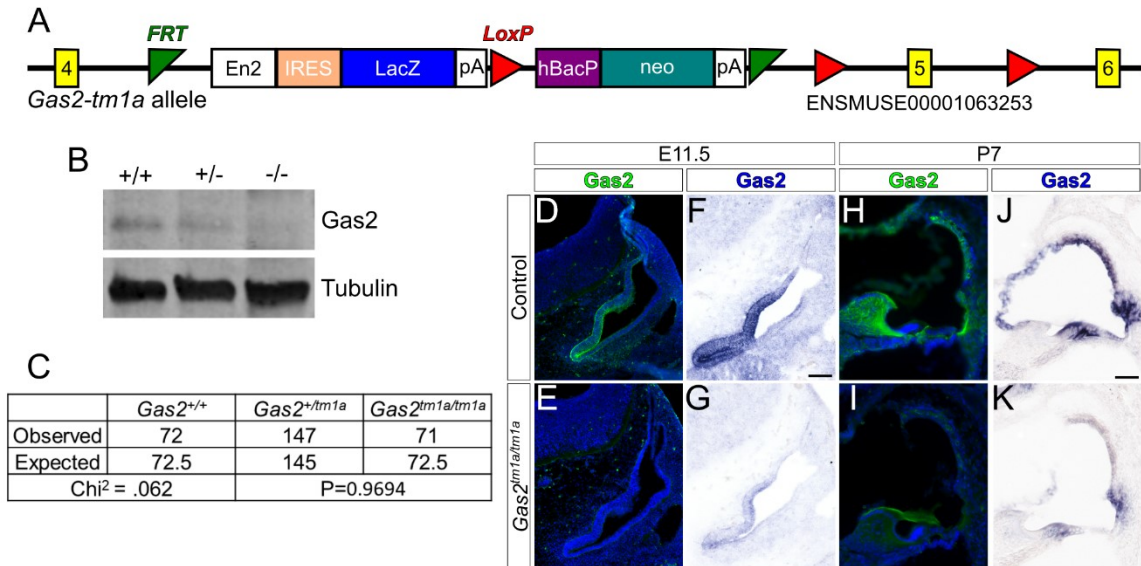 A
FRT
LoxP
4 En2 IRES LacZ pA hBacP neo pA 5 6
Gas2-tm1a allele
ENSMUSE00001063253
B
+/+ +/- -/-
Gas2
Tubulin
C
Gas2+/+ Gas2+/tm1a Gas2tm1a/tm1a
Observed 72 147 71
Expected 72.5 145 72.5
Chi2 = .062 P=0.9694
E11.5 P7
Gas2 Gas2 Gas2 Gas2
Control
D F H J
Gas2tm1a/tm1a
E G I K